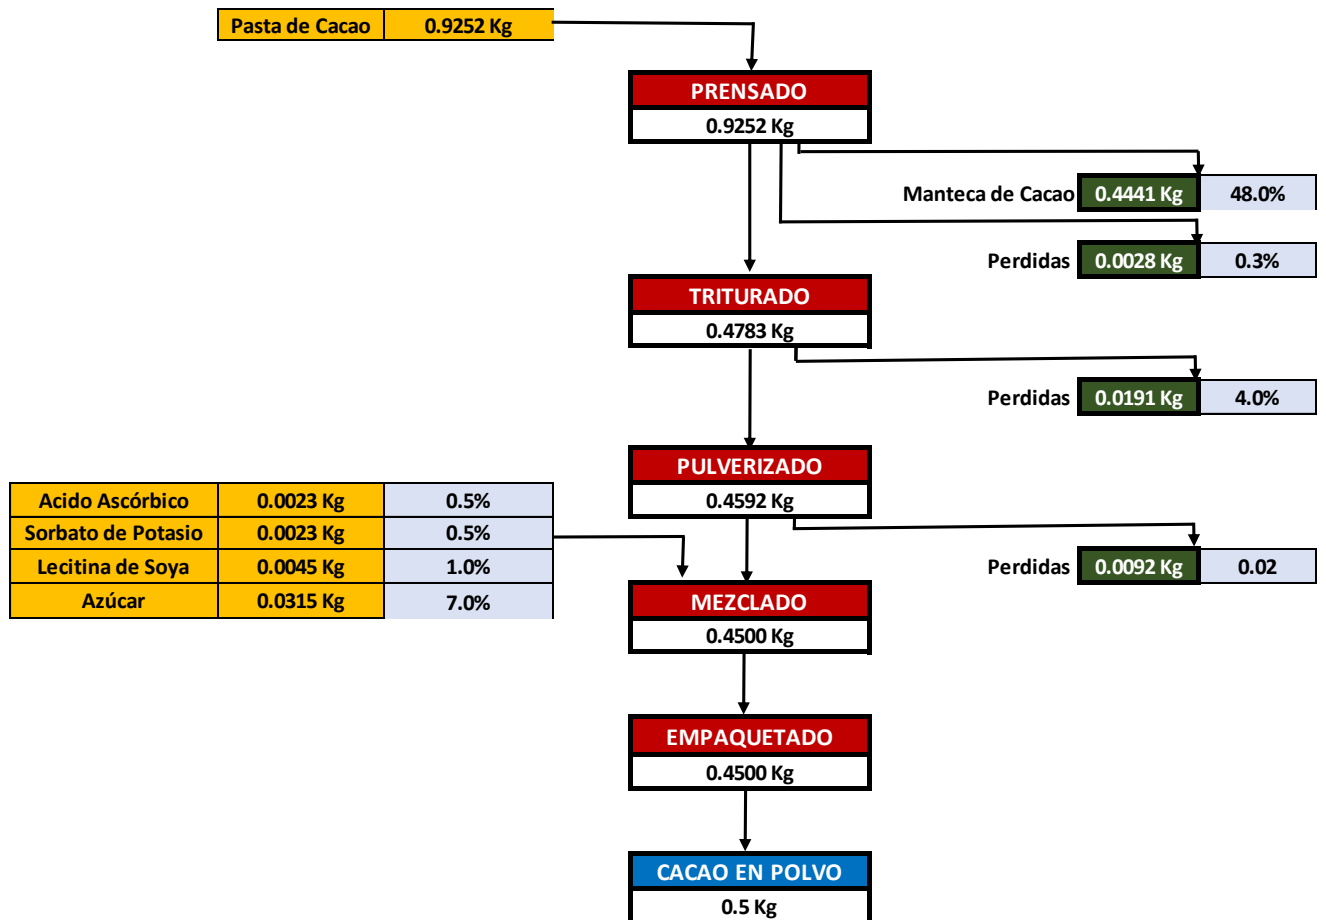 Pasta de Cacao 0.9252 Kg
PRENSADO
0.9252 Kg
Manteca de Cacao 0.4441 Kg 48.0%
Perdidas 0.0028 Kg 0.3%
TRITURADO
0.4783 Kg
Perdidas 0.0191 Kg 4.0%
PULVERIZADO
0.4592 Kg
Acido Ascórbico 0.0023 Kg 0.5%
Sorbato de Potasio 0.0023 Kg 0.5%
Lecitina de Soya 0.0045 Kg 1.0%
Azúcar 0.0315 Kg 7.0%
Perdidas 0.0092 Kg 0.02
MEZCLADO
0.4500 Kg
EMPAQUETADO
0.4500 Kg
CACAO EN POLVO
0.5 Kg